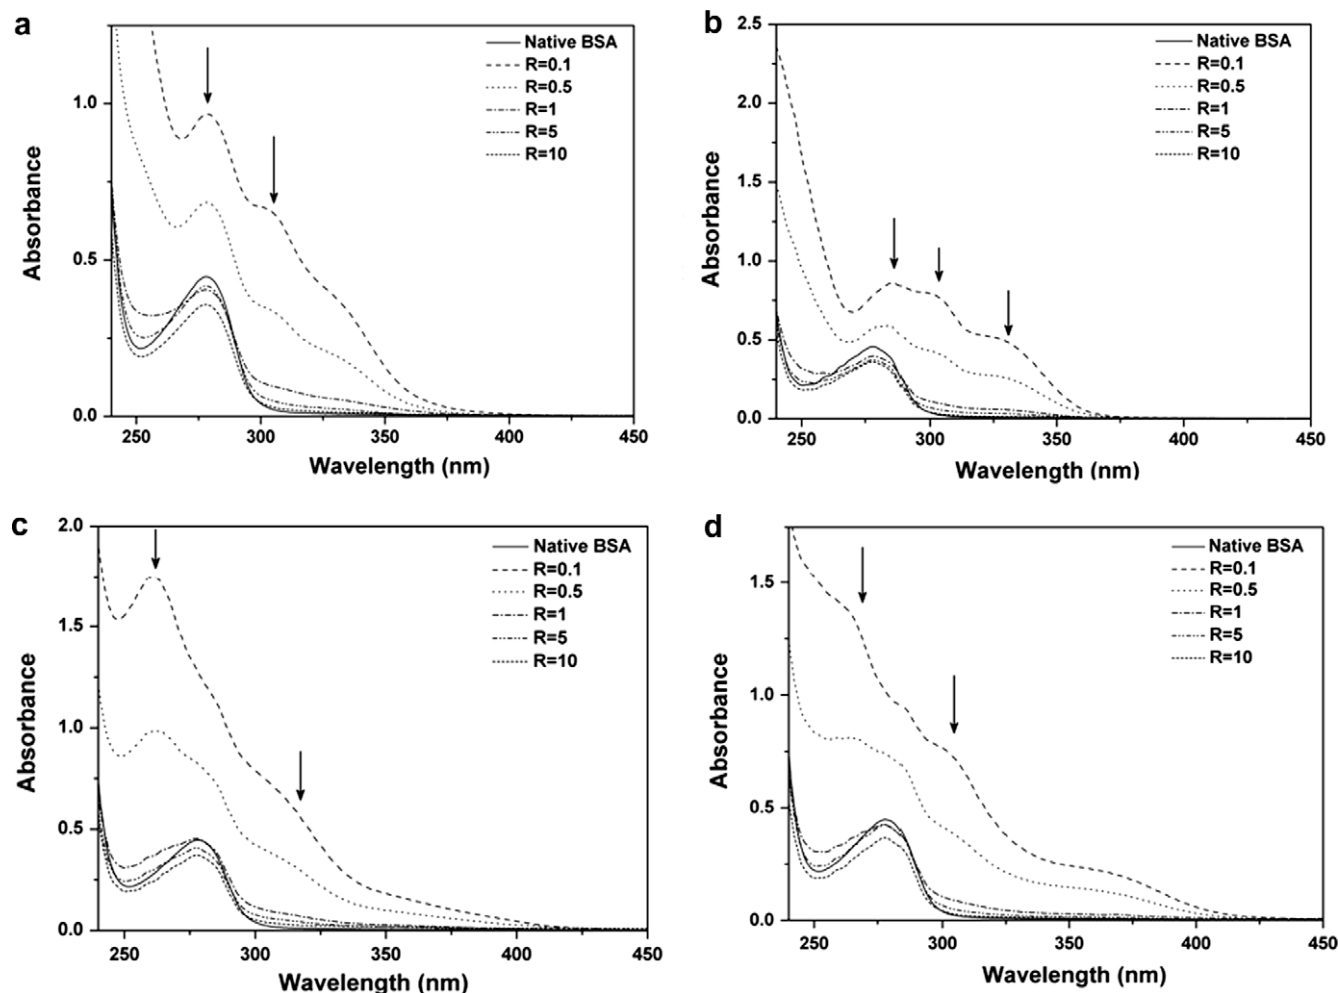 a
Absorbance
1.0
0.5
0.0
250
300
350
400
450
Wavelength (nm)
Native BSA
R=0.1
R=0.5
R=1
R=5
R=10
b
Absorbance
2.5
2.0
1.5
1.0
0.5
0.0
250
300
350
400
450
Wavelength (nm)
Native BSA
R=0.1
R=0.5
R=1
R=5
R=10
c
Absorbance
2.0
1.5
1.0
0.5
0.0
250
300
350
400
450
Wavelength (nm)
Native BSA
R=0.1
R=0.5
R=1
R=5
R=10
d
Absorbance
1.5
1.0
0.5
0.0
250
300
350
400
450
Wavelength (nm)
Native BSA
R=0.1
R=0.5
R=1
R=5
R=10